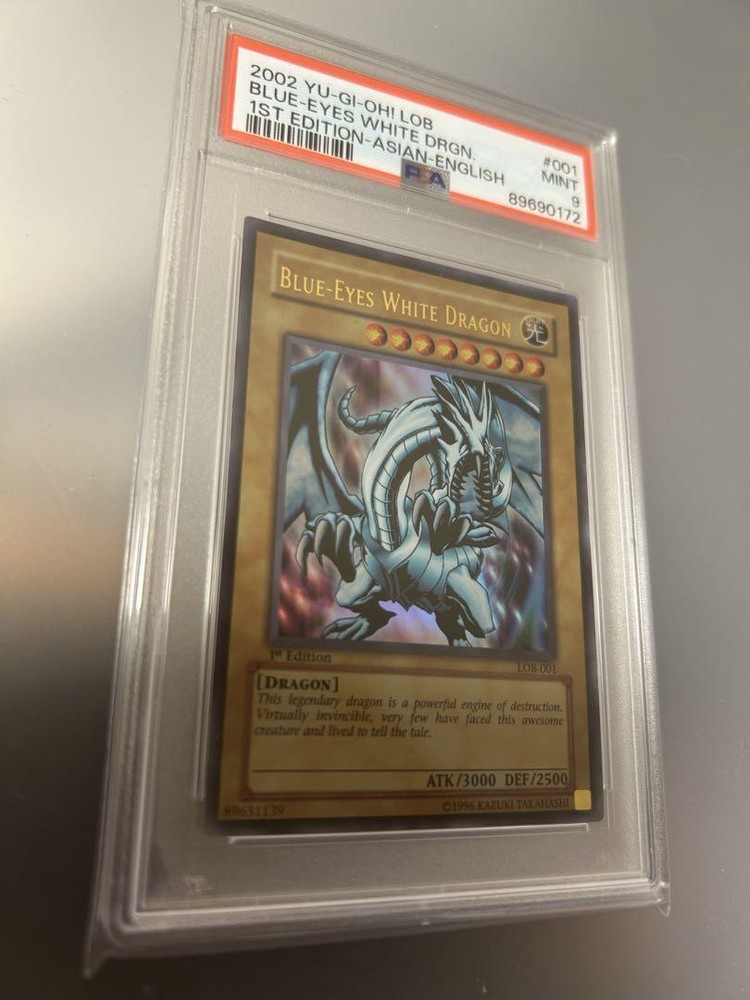 2002 YU-GI-OH! LOB
BLUE-EYES WHITE DRGN.
1ST EDITION-ASIAN-ENGLISH
#001
MINT
9
PSA
89690172
BLUE-EYES WHITE DRAGON
光
1st Edition
LOB-001
[DRAGON]
This legendary dragon is a powerful engine of destruction.
Virtually invincible, very few have faced this awesome
creature and lived to tell the tale.
ATK/3000 DEF/2500
89631139
©1996 KAZUKI TAKAHASHI